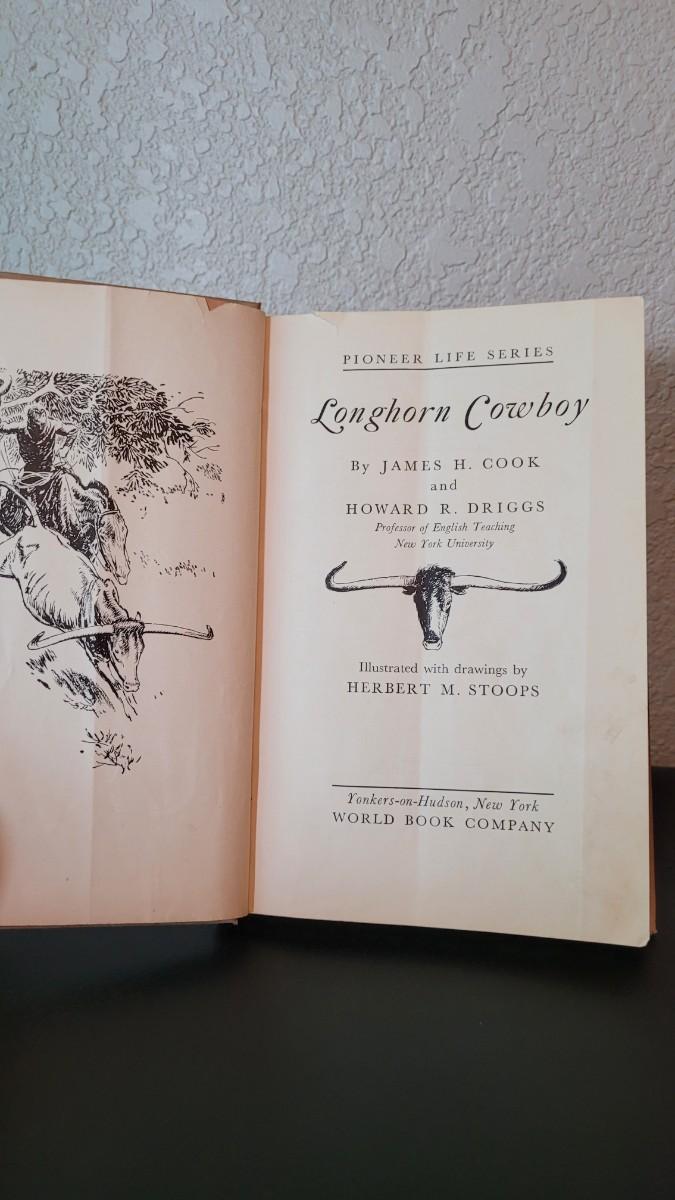 PIONEER LIFE SERIES
Longhorn Cowboy
By JAMES H. COOK
and
HOWARD R. DRIGGS
Professor of English Teaching
New York University
Illustrated with drawings by
HERBERT M. STOOPS
Yonkers-on-Hudson, New York
WORLD BOOK COMPANY